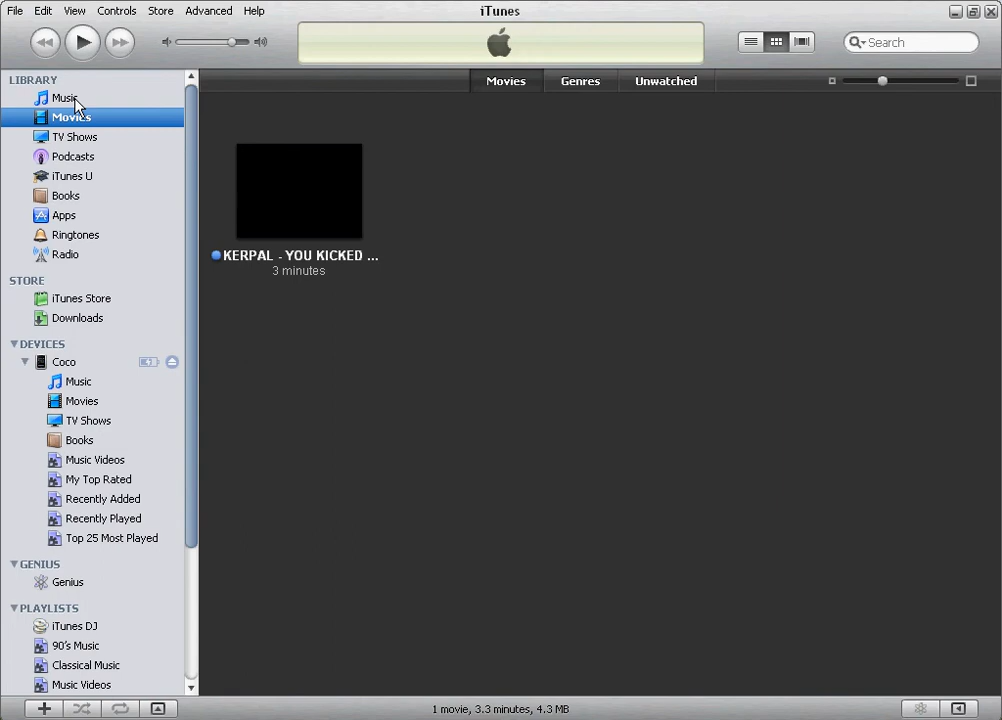 File Edit View Controls Store Advanced Help
iTunes
Search
LIBRARY
Music
Movies
TV Shows
Podcasts
iTunes U
Books
Apps
Ringtones
Radio
STORE
iTunes Store
Downloads
DEVICES
Coco
Music
Movies
TV Shows
Books
Music Videos
My Top Rated
Recently Added
Recently Played
Top 25 Most Played
GENIUS
Genius
PLAYLISTS
iTunes DJ
90's Music
Classical Music
Music Videos
Movies Genres Unwatched
KERPAL - YOU KICKED ...
3 minutes
1 movie, 3.3 minutes, 4.3 MB